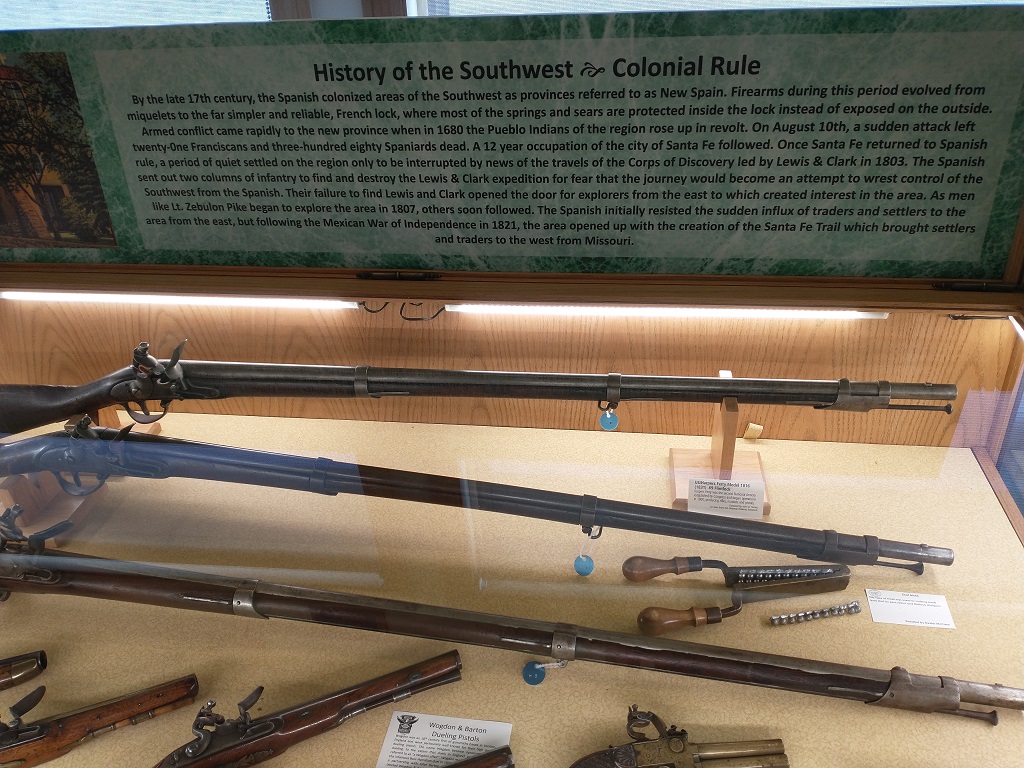 History of the Southwest Colonial Rule
By the late 17th century, the Spanish colonized areas of the Southwest as provinces referred to as New Spain. Firearms during this period evolved from
miquelets to the far simpler and reliable, French lock, where most of the springs and sears are protected inside the lock instead of exposed on the outside.
Armed conflict came rapidly to the new province when in 1680 the Pueblo Indians of the region rose up in revolt. On August 10th, a sudden attack left
twenty-One Franciscans and three-hundred eighty Spaniards dead. A 12 year occupation of the city of Santa Fe followed. Once Santa Fe returned to Spanish
rule, a period of quiet settled on the region only to be interrupted by news of the travels of the Corps of Discovery led by Lewis & Clark in 1803. The Spanish
sent out two columns of infantry to find and destroy the Lewis & Clark expedition for fear that the journey would become an attempt to wrest control of the
Southwest from the Spanish. Their failure to find Lewis and Clark opened the door for explorers from the east to which created interest in the area. As men
like Lt. Zebulon Pike began to explore the area in 1807, others soon followed. The Spanish initially resisted the sudden influx of traders and settlers to the
area from the east, but following the Mexican War of Independence in 1821, the area opened up with the creation of the Santa Fe Trail which brought settlers
and traders to the west from Missouri.
Wogdon & Barton
Dueling Pistols